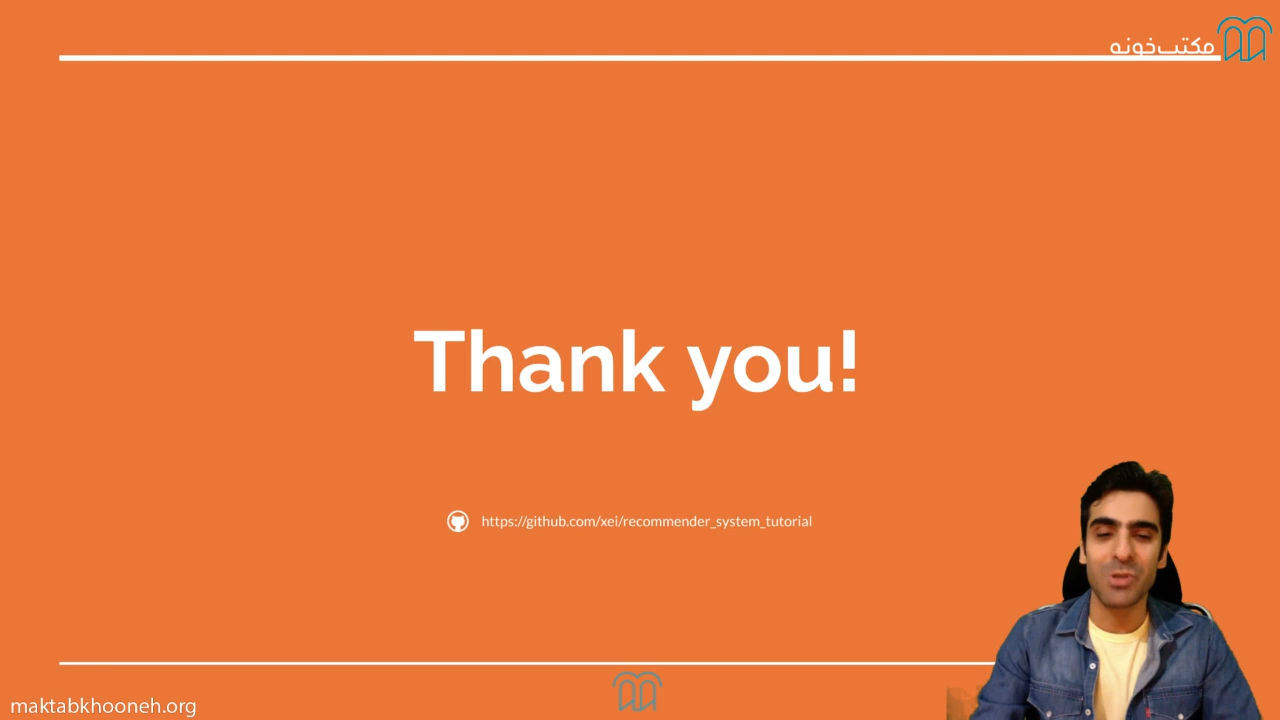 مکتب‌خونه
Thank you!
https://github.com/xei/recommender_system_tutorial
maktabkhooneh.org